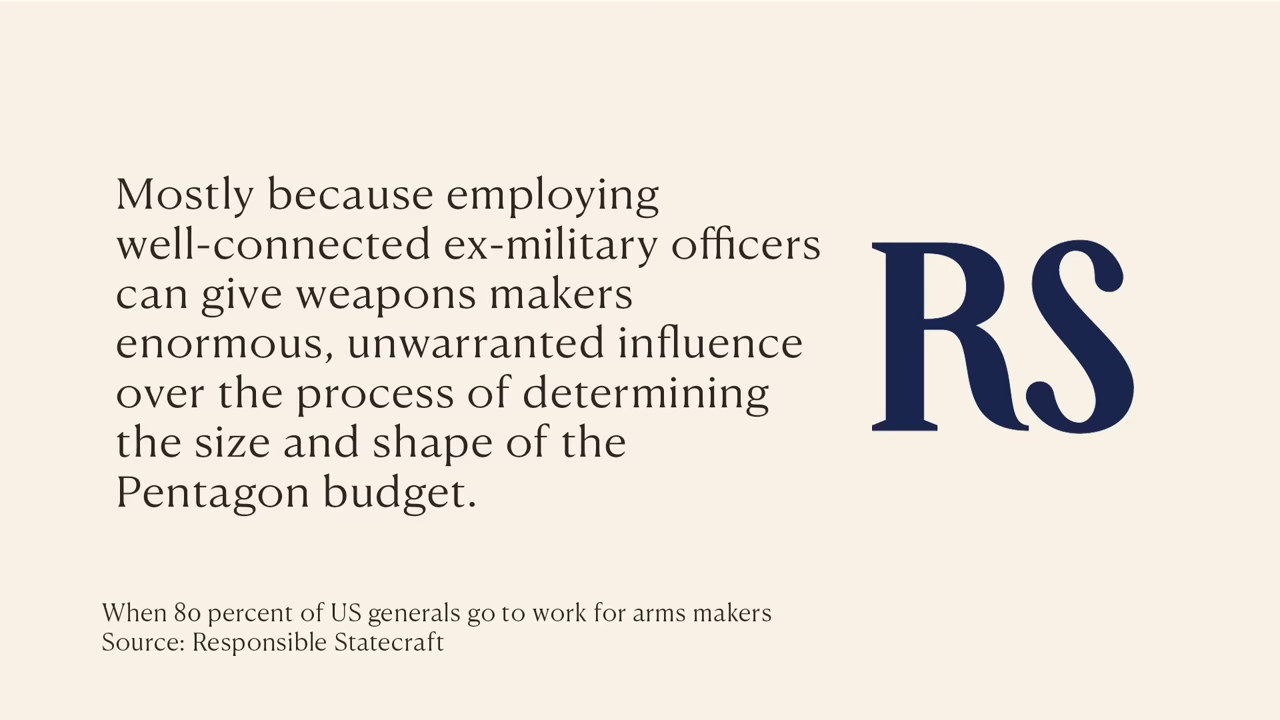 Mostly because employing
well-connected ex-military officers
can give weapons makers
enormous, unwarranted influence
over the process of determining
the size and shape of the
Pentagon budget.
RS
When 80 percent of US generals go to work for arms makers
Source: Responsible Statecraft